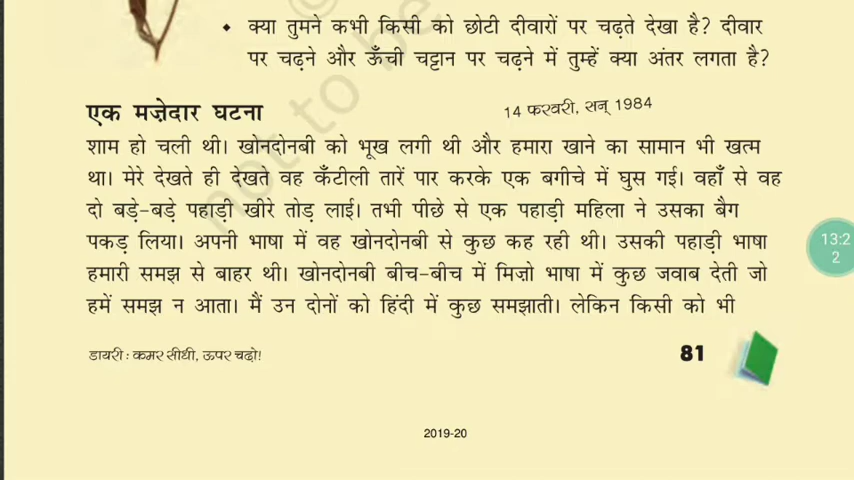 ◆ क्या तुमने कभी किसी को छोटी दीवारों पर चढ़ते देखा है? दीवार
पर चढ़ने और ऊँची चट्टान पर चढ़ने में तुम्हें क्या अंतर लगता है?
एक मज़ेदार घटना
14 फरवरी, सन् 1984
शाम हो चली थी। खोनदोनबी को भूख लगी थी और हमारा खाने का सामान भी खत्म
था। मेरे देखते ही देखते वह कँटीली तारें पार करके एक बगीचे में घुस गई। वहाँ से वह
दो बड़े-बड़े पहाड़ी खीरे तोड़ लाई। तभी पीछे से एक पहाड़ी महिला ने उसका बैग
पकड़ लिया। अपनी भाषा में वह खोनदोनबी से कुछ कह रही थी। उसकी पहाड़ी भाषा
हमारी समझ से बाहर थी। खोनदोनबी बीच-बीच में मिज़ो भाषा में कुछ जवाब देती जो
हमें समझ न आता। मैं उन दोनों को हिंदी में कुछ समझाती। लेकिन किसी को भी
डायरी : कमर सीधी, ऊपर चढ़ो!
81
2019-20
not to be
©
13:2
2